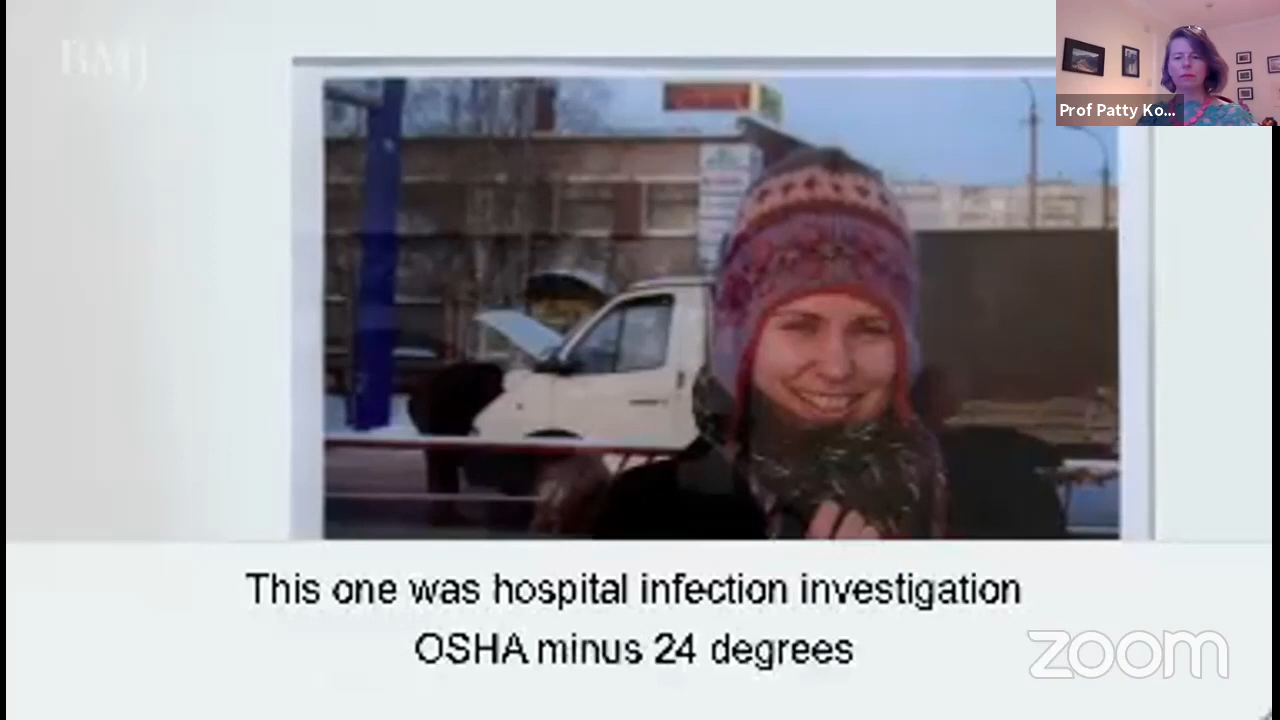 BMJ
Prof Patty Ko...
This one was hospital infection investigation
OSHA minus 24 degrees
zoom